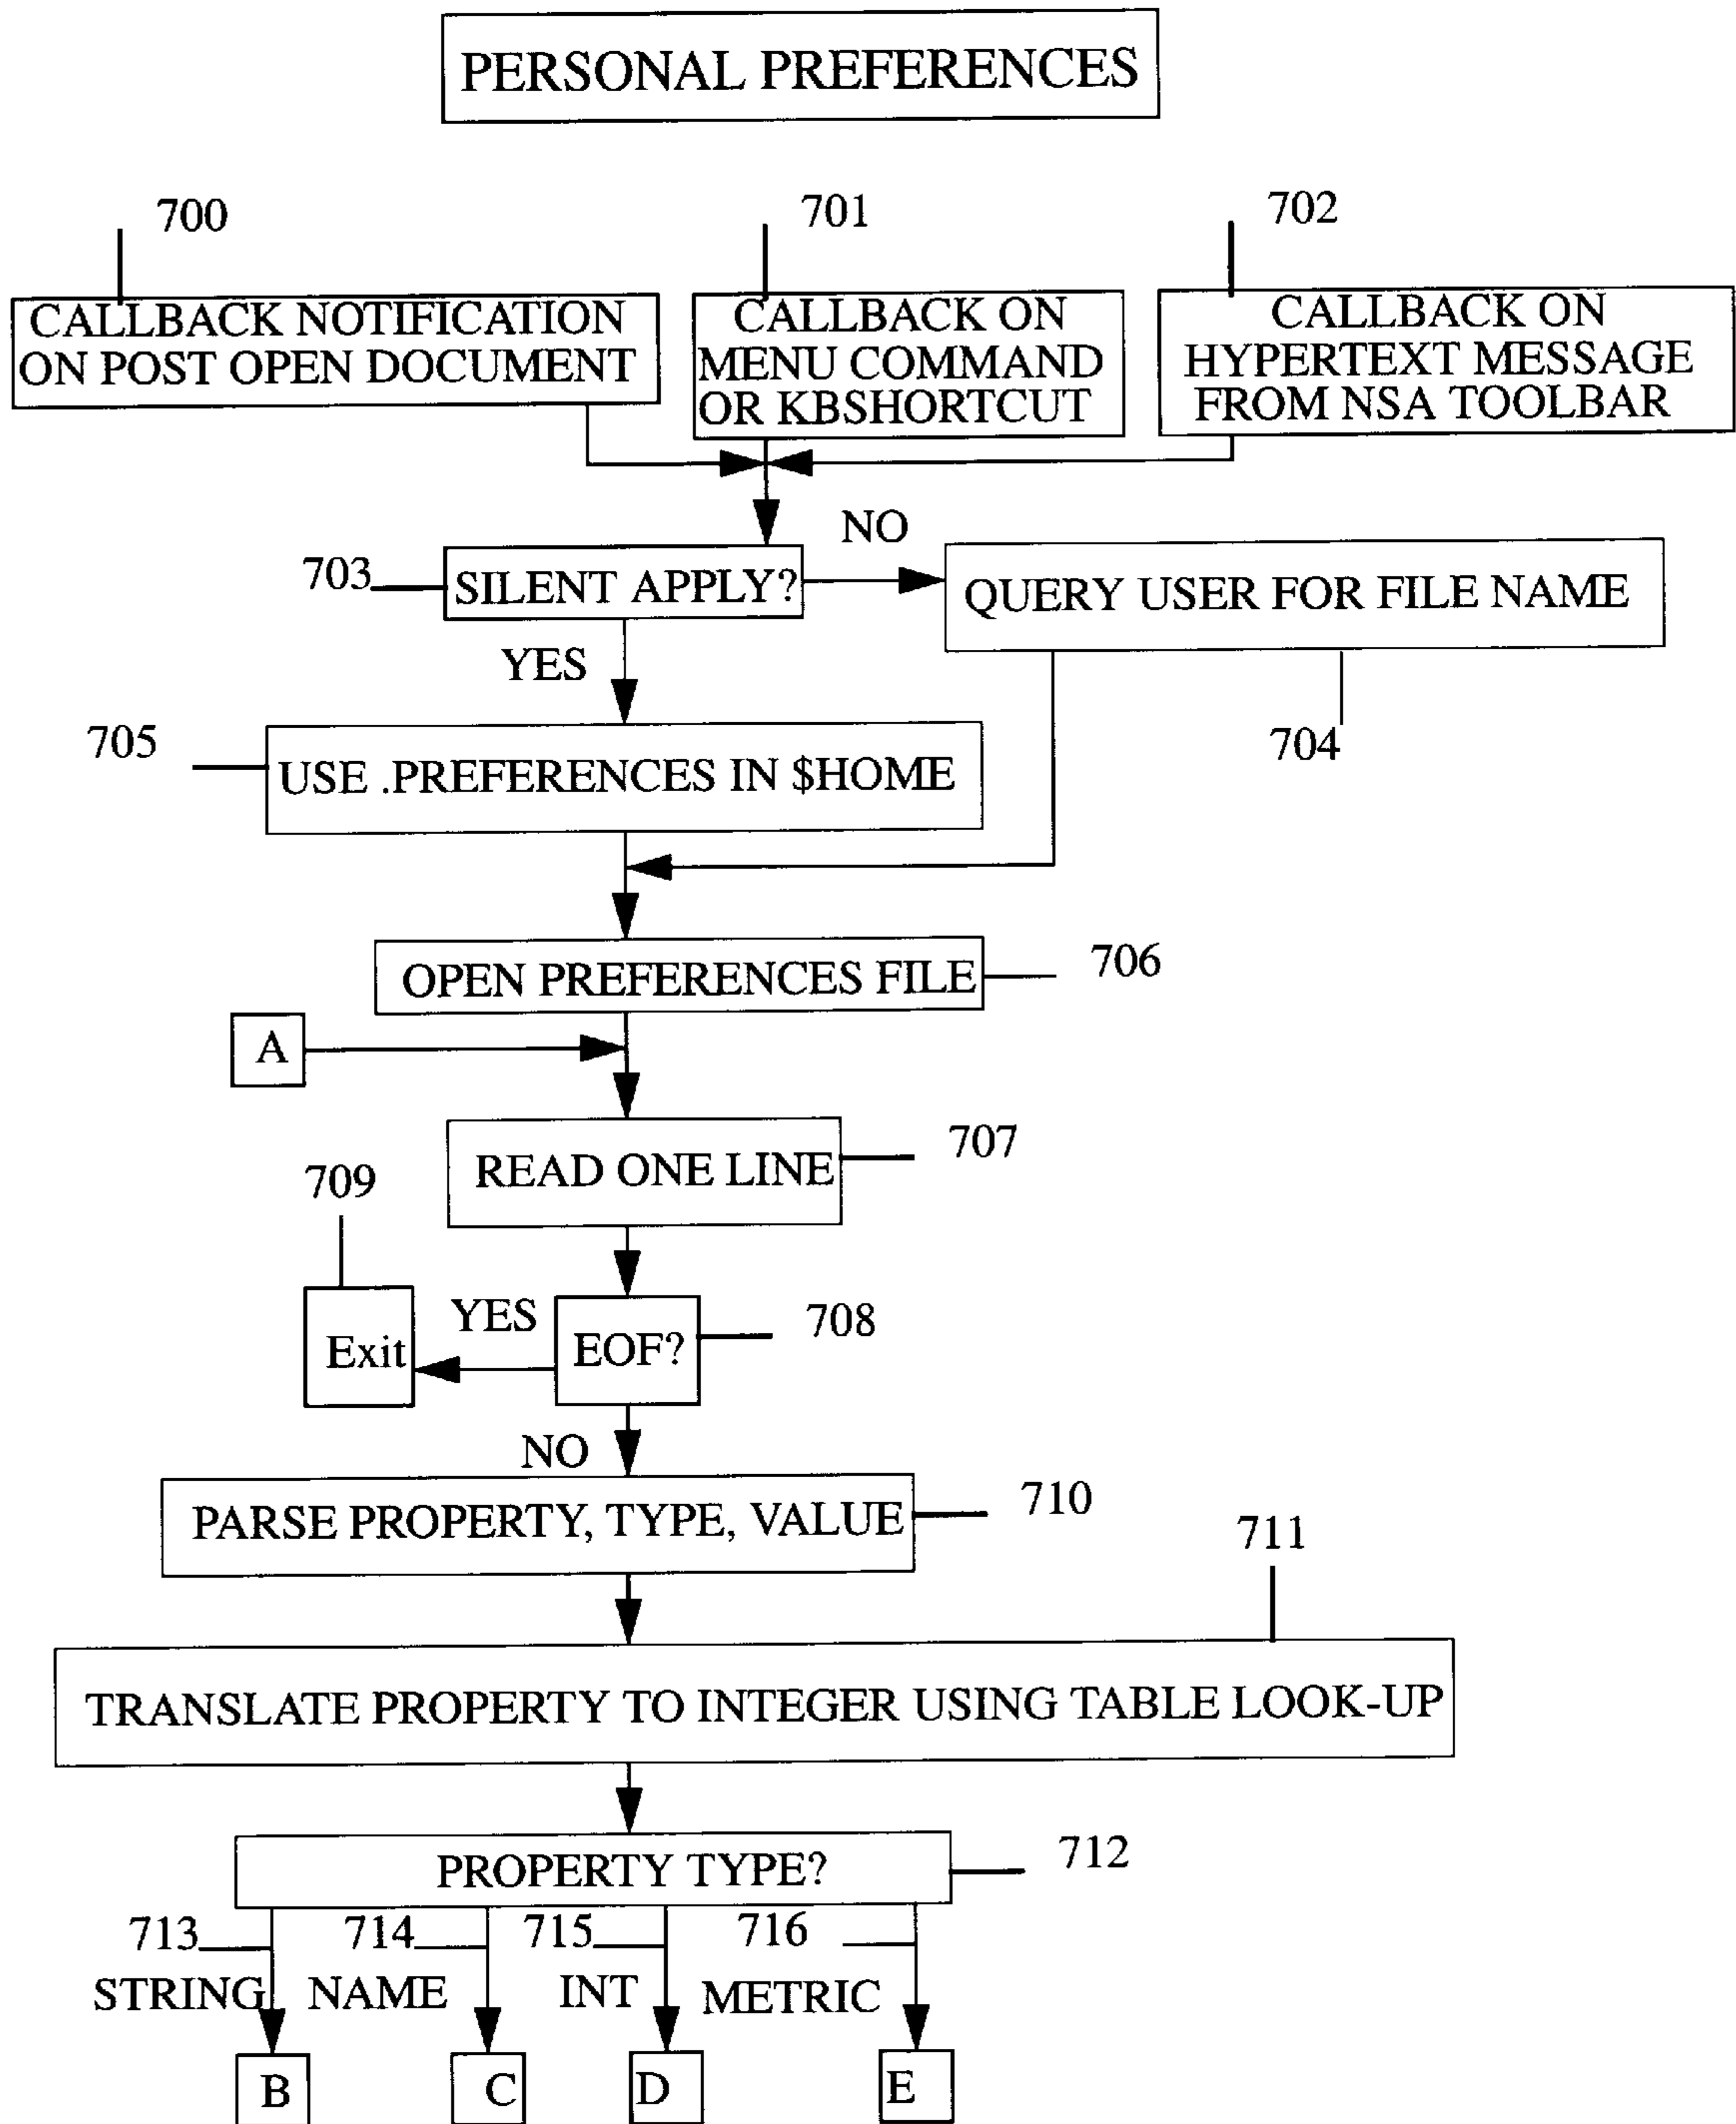 PERSONAL PREFERENCES
700
701
702
CALLBACK NOTIFICATION
ON POST OPEN DOCUMENT
CALLBACK ON
MENU COMMAND
OR KBSHORTCUT
CALLBACK ON
HYPERTEXT MESSAGE
FROM NSA TOOLBAR
NO
703
SILENT APPLY?
QUERY USER FOR FILE NAME
YES
705
704
USE .PREFERENCES IN $HOME
OPEN PREFERENCES FILE
706
A
READ ONE LINE
707
709
YES
Exit
EOF?
708
NO
PARSE PROPERTY, TYPE, VALUE
710
711
TRANSLATE PROPERTY TO INTEGER USING TABLE LOOK-UP
PROPERTY TYPE?
712
713
714
715
716
STRING
NAME
INT
METRIC
B
C
D
E